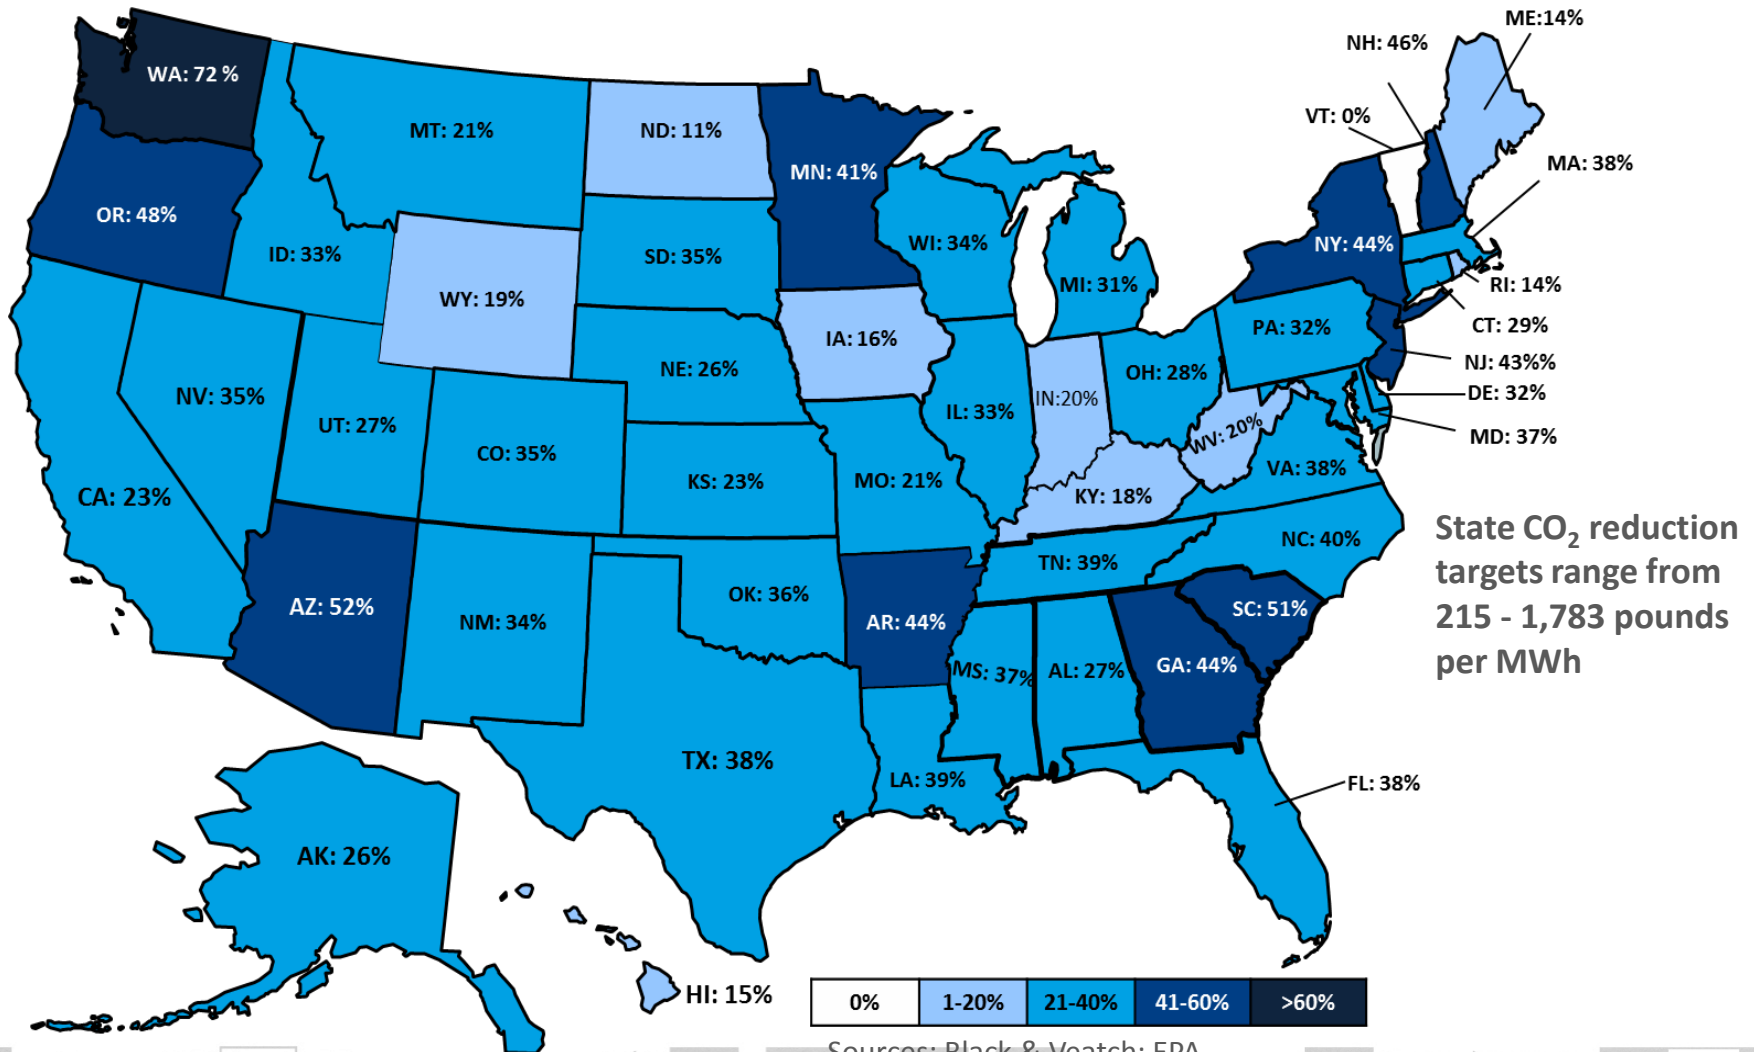 ME:14%
NH: 46%
WA: 72 %
VT: 0%
MT: 21%
ND: 11%
MA: 38%
MN: 41%
OR: 48%
NY: 44%
WI: 34%
ID: 33%
SD: 35%
MI: 31%
RI: 14%
WY: 19%
CT: 29%
PA: 32%
IA: 16%
NJ: 43%%
NE: 26%
OH: 28%
DE: 32%
NV: 35%
IN:20%
IL: 33%
UT: 27%
WV: 20%
MD: 37%
CO: 35%
VA: 38%
KS: 23%
MO: 21%
CA: 23%
KY: 18%
NC: 40%
State CO₂ reduction
targets range from
215 - 1,783 pounds
per MWh
TN: 39%
OK: 36%
AZ: 52%
SC: 51%
NM: 34%
AR: 44%
GA: 44%
MS: 37%
AL: 27%
TX: 38%
LA: 39%
FL: 38%
AK: 26%
HI: 15%
0% 1-20% 21-40% 41-60% >60%
Sources: Black & Veatch; EPA